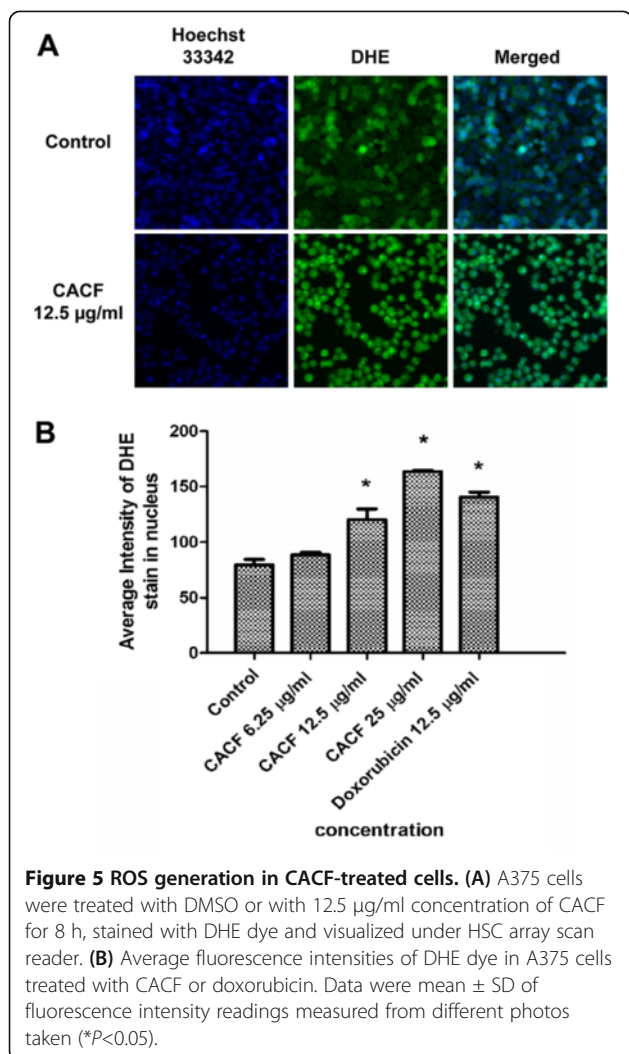 A
Hoechst
33342 DHE Merged
Control
CACF
12.5 µg/ml
B
Average Intensity of DHE
stain in nucleus
200
150
100
50
0
* * *
Control
CACF 6.25 µg/ml
CACF 12.5 µg/ml
CACF 25 µg/ml
Doxorubicin 12.5 µg/ml
concentration
Figure 5 ROS generation in CACF-treated cells. (A) A375 cells
were treated with DMSO or with 12.5 μg/ml concentration of CACF
for 8 h, stained with DHE dye and visualized under HSC array scan
reader. (B) Average fluorescence intensities of DHE dye in A375 cells
treated with CACF or doxorubicin. Data were mean ± SD of
fluorescence intensity readings measured from different photos
taken (*P<0.05).